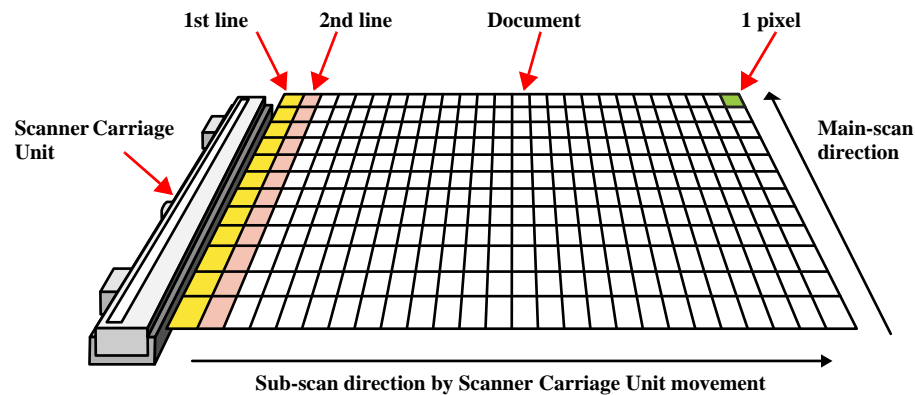 1st line
2nd line
Document
1 pixel
Scanner Carriage
Unit
Main-scan
direction
Sub-scan direction by Scanner Carriage Unit movement